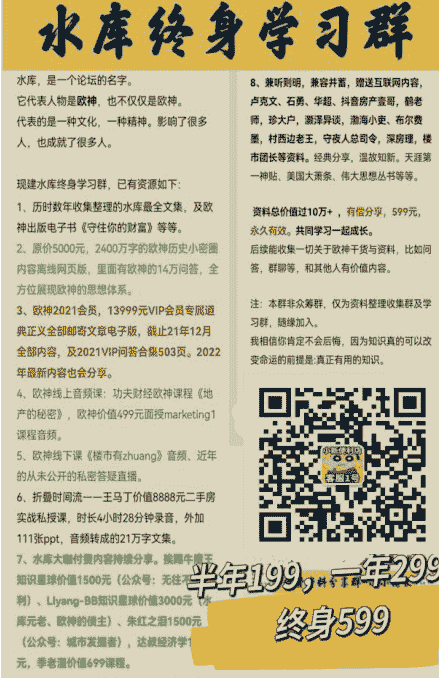 水库终身学习群
水库，是一个论坛的名字。
它代表人物是欧神，也不仅仅是欧神。
代表的是一种文化，一种精神。影响了很多
人，也成就了很多人。
现建水库终身学习群，已有资源如下：
1、历时数年收集整理的水库最全文集，及欧
神出版电子书《守住你的财富》等等。
2、原价5000元，2400万字的欧神历史小密圈
内容离线网页版，里面有欧神的14万问答，全
方位展现欧神的思想体系。
3、欧神2021会员，13999元VIP会员专属道
典正义全部邮寄文章电子版，截止21年12月
全部内容，及2021VIP问答合集503页。2022
年最新内容也会分享。
4、欧神线上音频课：功夫财经欧神课程《地
产的秘密》，欧神价值499元面授marketing1
课程音频。
5、欧神线下课《楼市有zhuang》音频、近年
的从未公开的私密答疑直播。
6、折叠时间流一一王马丁价值8888元二手房
实战私授课，时长4小时28分钟录音，外加
111张ppt，音频转成的21万字文集。
7、水库大咖付费内容持续分享。挨踢牛魔王
知识星球价值1500元（公众号：无往不
利）、Liyang-BB知识星球价值3000元（水
库元老、欧神的债主）、朱红之泪1500元
（公众号：城市发掘者），达叔经济学1
元，季老湿价值699课程。
8、兼听则明，兼容并蓄，赠送互联网内容，
卢克文、石勇、华超、抖音房产壹哥，鹤老
师，珍大户，灏泽异谈，渤海小吏、布尔费
墨，村西边老王，守夜人总司令，深房理，楼
市团长等资料。经典分享，温故知新。天涯第
一神贴、美国大萧条、伟大思想丛书等等。
资料总价值过10万+ ，有偿分享，599元，
永久有效。共同学习一起成长。
后续能收集一切关于欧神干货与资料，比如问
答，群聊等，和其他人有价值内容。
注：本群非众筹群，仅为资料整理收集群及学
习群，随缘加入。
我相信你肯定不会后悔，因为知识真的可以改
变命运的前提是:真正有用的知识。
客服1号
半年199，一年299
终身599